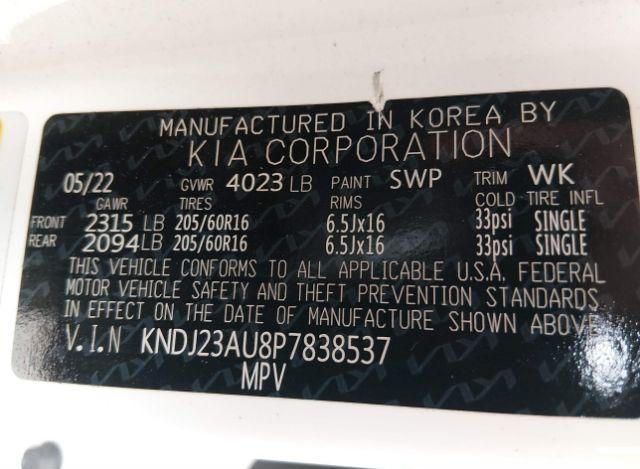 MANUFACTURED IN KOREA BY
KIA CORPORATION
05/22 GVWR 4023 LB PAINT SWP TRIM WK
GAWR TIRES RIMS COLD TIRE INFL
FRONT 2315 LB 205/60R16 6.5Jx16 33psi SINGLE
REAR 2094LB 205/60R16 6.5Jx16 33psi SINGLE
THIS VEHICLE CONFORMS TO ALL APPLICABLE U.S.A. FEDERAL
MOTOR VEHICLE SAFETY AND THEFT PREVENTION STANDARDS
IN EFFECT ON THE DATE OF MANUFACTURE SHOWN ABOVE
V.I.N KNDJ23AU8P7838537
MPV